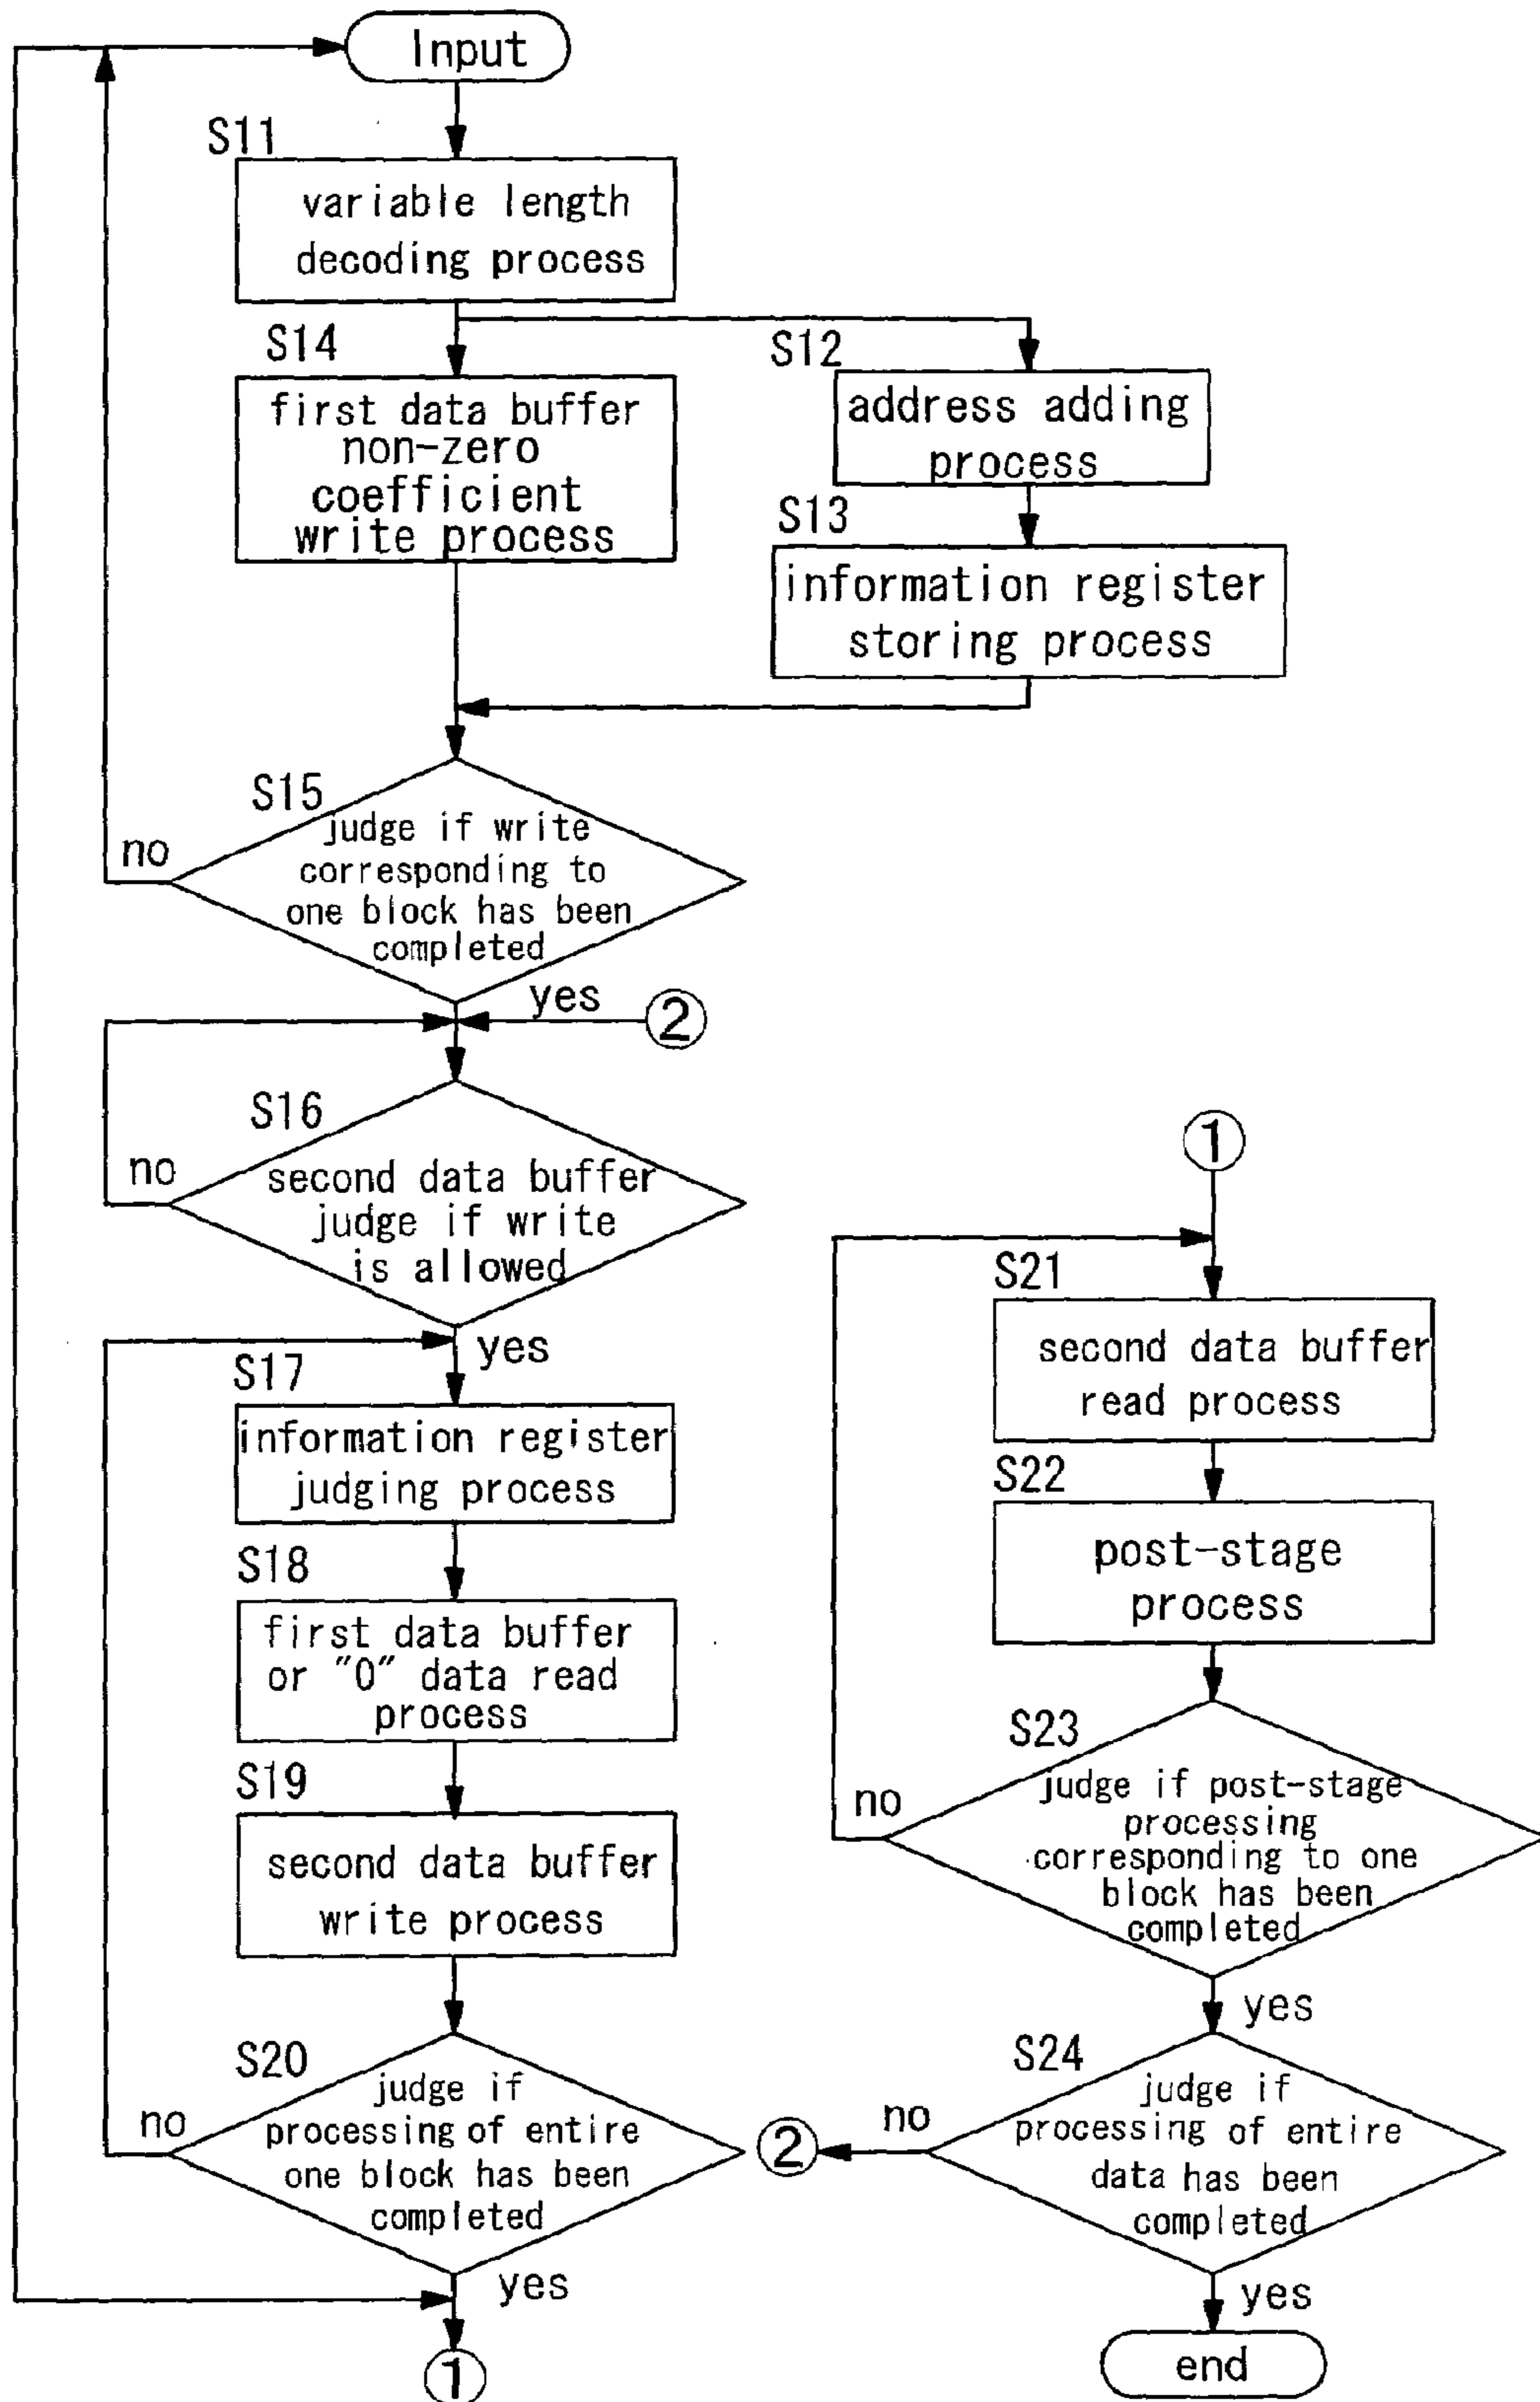 Input
S11
variable length
decoding process
S14
first data buffer
non-zero
coefficient
write process
S12
address adding
process
S13
information register
storing process
S15
judge if write
corresponding to
one block has been
completed
no
yes
②
S16
second data buffer
judge if write
is allowed
no
yes
S17
information register
judging process
S18
first data buffer
or "0" data read
process
S19
second data buffer
write process
S20
judge if
processing of entire
one block has been
completed
no
yes
①
①
S21
second data buffer
read process
S22
post-stage
process
S23
judge if post-stage
processing
corresponding to one
block has been
completed
no
yes
S24
judge if
processing of entire
data has been
completed
no
②
yes
end